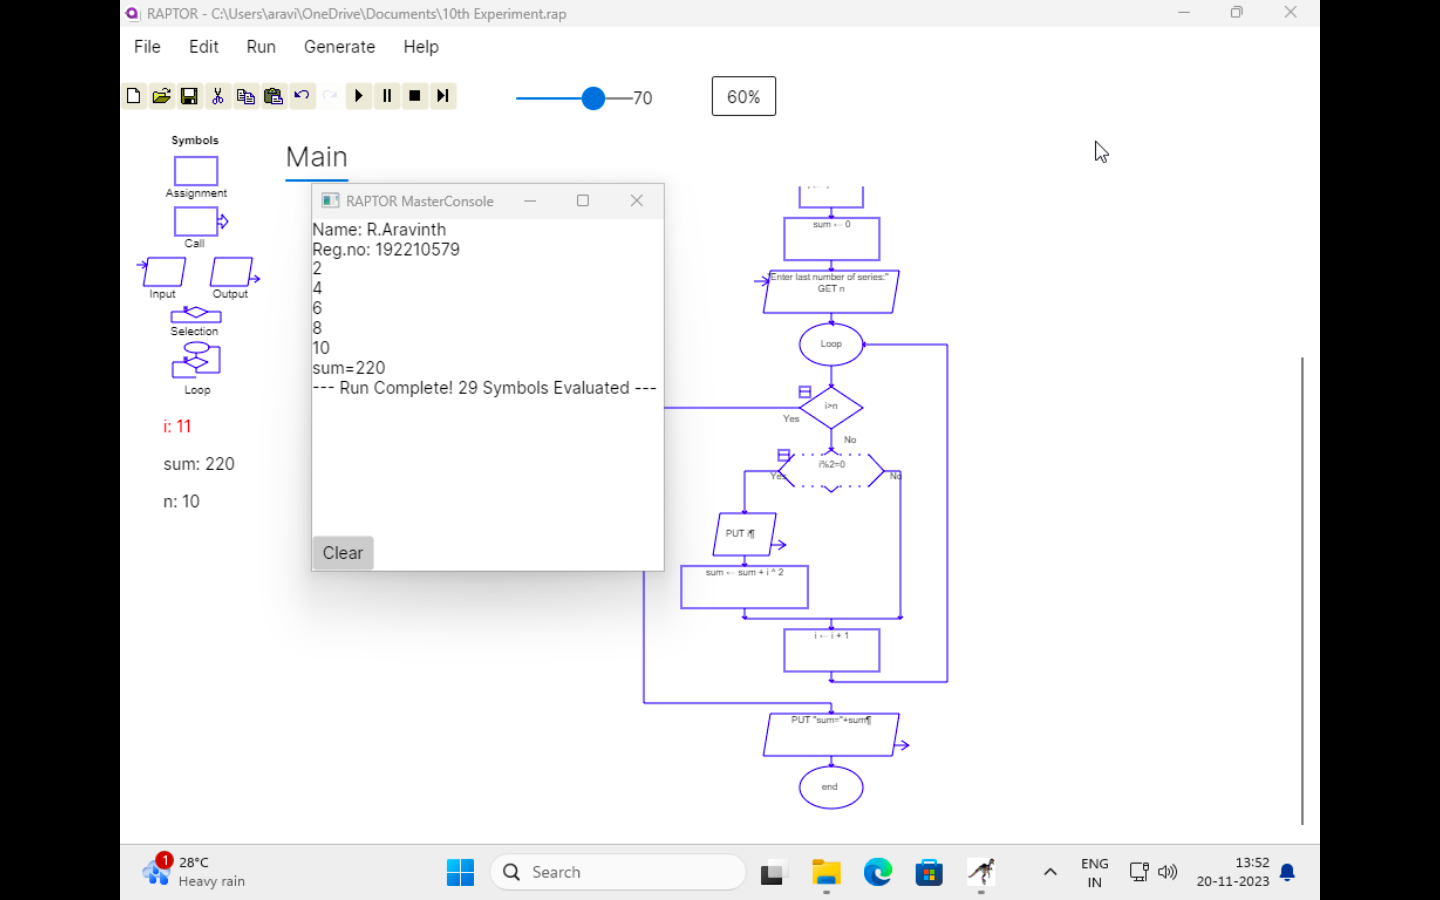 RAPTOR - C:\Users\aravi\OneDrive\Documents\10th Experiment.rap
File Edit Run Generate Help
70
60%
Symbols
Assignment
Call
Input Output
Selection
Loop
i: 11
sum: 220
n: 10
Main
RAPTOR MasterConsole
Name: R.Aravinth
Reg.no: 192210579
2
4
6
8
10
sum=220
--- Run Complete! 29 Symbols Evaluated ---
Clear
sum ← 0
"Enter last number of series:"
GET n
Loop
i>n
Yes
No
i%2=0
Yes
No
PUT i¶
sum ← sum + i ^ 2
i ← i + 1
PUT "sum="+sum¶
end
1
28°C
Heavy rain
Search
ENG
IN
13:52
20-11-2023